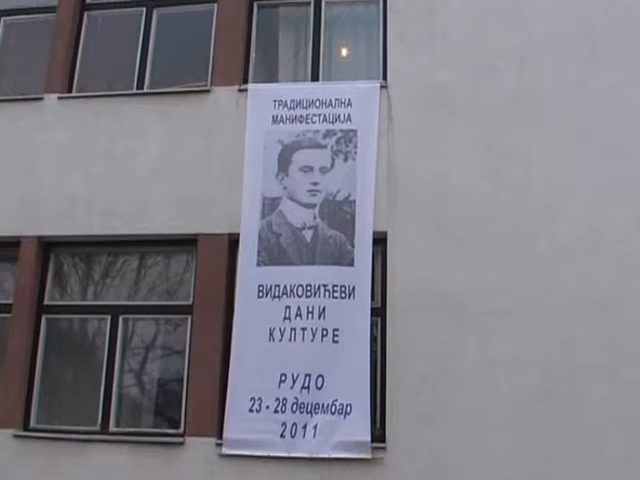 ТРАДИЦИОНАЛНА
МАНИФЕСТАЦИЈА
ВИДАКОВИЋЕВИ
ДАНИ
КУЛТУРЕ
РУДО
23 - 28 децембар
2011